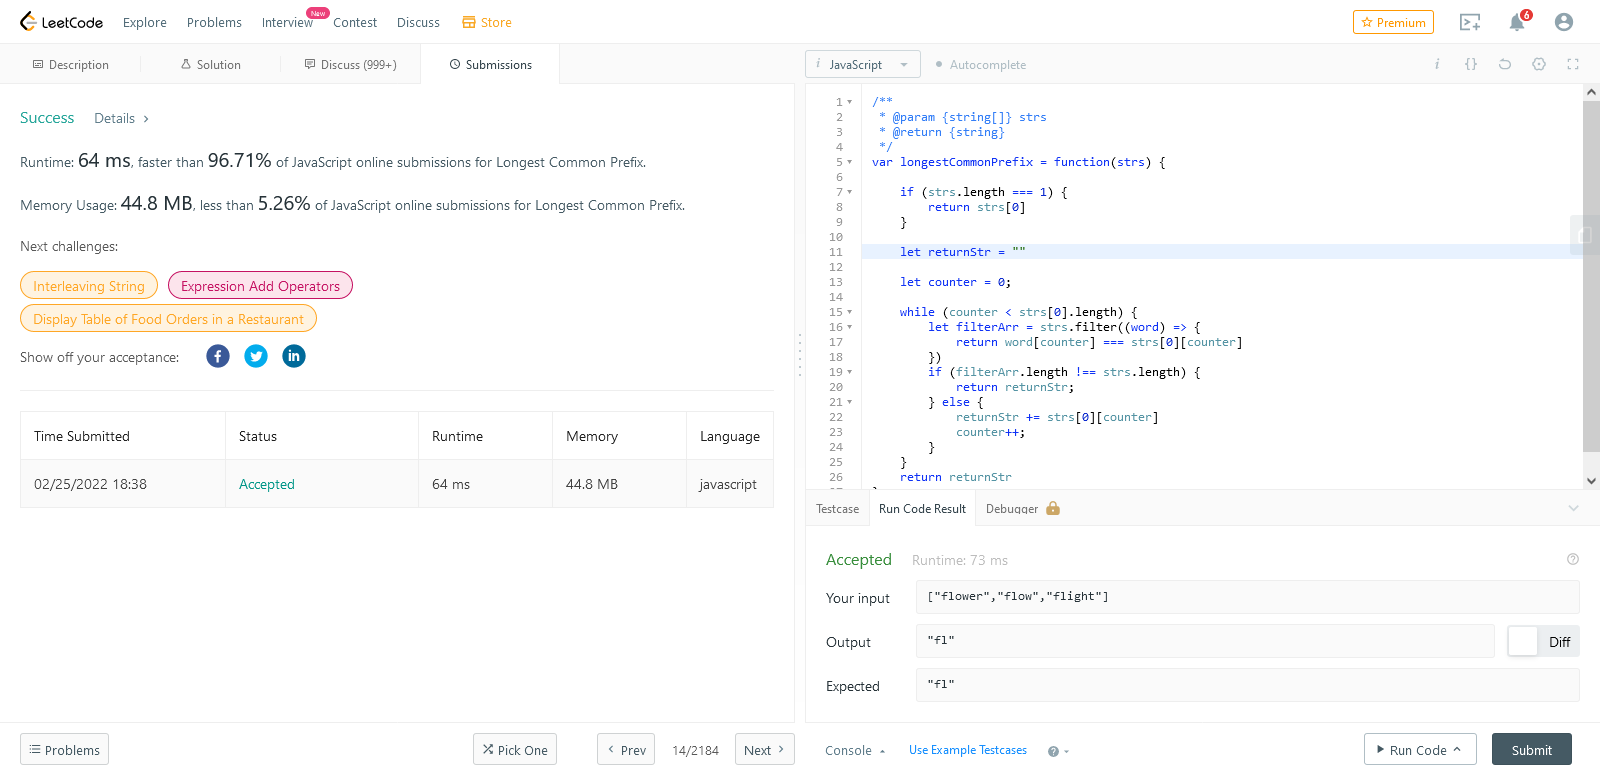 LeetCode Explore Problems Interview New Contest Discuss Store Premium 6
Description Solution Discuss (999+) Submissions
Success Details >
Runtime: 64 ms, faster than 96.71% of JavaScript online submissions for Longest Common Prefix.
Memory Usage: 44.8 MB, less than 5.26% of JavaScript online submissions for Longest Common Prefix.
Next challenges:
Interleaving String Expression Add Operators
Display Table of Food Orders in a Restaurant
Show off your acceptance:
Time Submitted Status Runtime Memory Language
02/25/2022 18:38 Accepted 64 ms 44.8 MB javascript
Problems Pick One < Prev 14/2184 Next >
i JavaScript Autocomplete i {}
1 /**
2 * @param {string[]} strs
3 * @return {string}
4 */
5 var longestCommonPrefix = function(strs) {
6
7 if (strs.length === 1) {
8 return strs[0]
9 }
10
11 let returnStr = ""
12
13 let counter = 0;
14
15 while (counter < strs[0].length) {
16 let filterArr = strs.filter((word) => {
17 return word[counter] === strs[0][counter]
18 })
19 if (filterArr.length !== strs.length) {
20 return returnStr;
21 } else {
22 returnStr += strs[0][counter]
23 counter++;
24 }
25 }
26 return returnStr
Testcase Run Code Result Debugger
Accepted Runtime: 73 ms
Your input ["flower","flow","flight"]
Output "fl" Diff
Expected "fl"
Console Use Example Testcases Run Code Submit